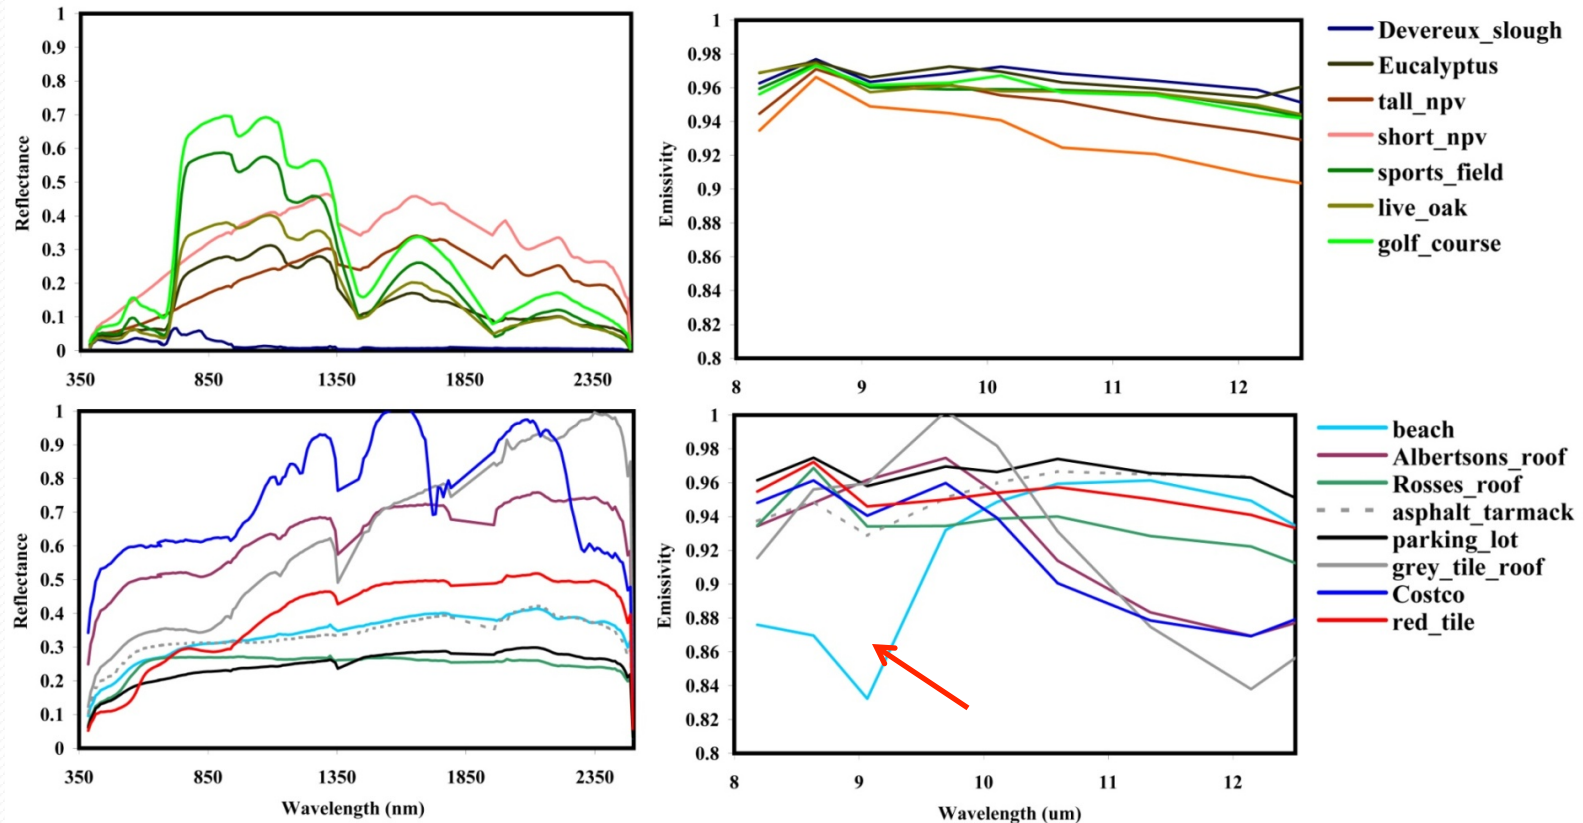 Reflectance
1
0.9
0.8
0.7
0.6
0.5
0.4
0.3
0.2
0.1
0
350 850 1350 1850 2350
Emissivity
1
0.98
0.96
0.94
0.92
0.9
0.88
0.86
0.84
0.82
0.8
8 9 10 11 12
Devereux_slough
Eucalyptus
tall_npv
short_npv
sports_field
live_oak
golf_course
Reflectance
1
0.9
0.8
0.7
0.6
0.5
0.4
0.3
0.2
0.1
0
350 850 1350 1850 2350
Wavelength (nm)
Emissivity
1
0.98
0.96
0.94
0.92
0.9
0.88
0.86
0.84
0.82
0.8
8 9 10 11 12
Wavelength (um)
beach
Albertsons_roof
Rosses_roof
asphalt_tarmack
parking_lot
grey_tile_roof
Costco
red_tile